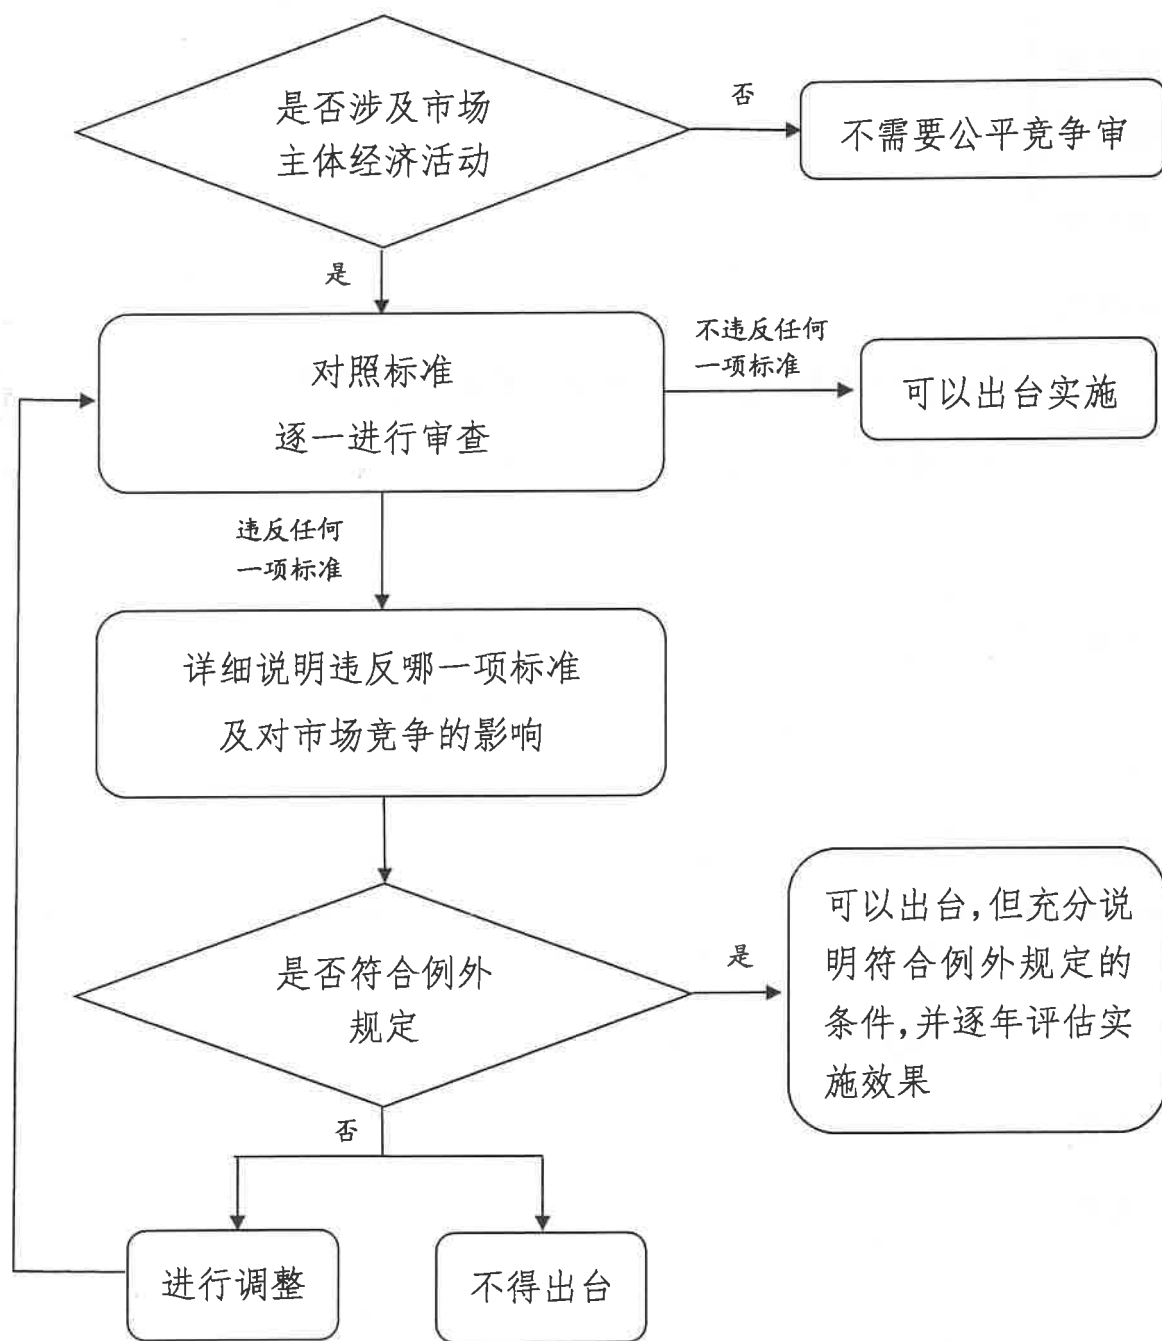 是否涉及市场
主体经济活动
否
不需要公平竞争审
是
对照标准
逐一进行审查
不违反任何
一项标准
可以出台实施
违反任何
一项标准
详细说明违反哪一项标准
及对市场竞争的影响
是否符合例外
规定
是
可以出台,但充分说
明符合例外规定的
条件,并逐年评估实
施效果
否
进行调整
不得出台